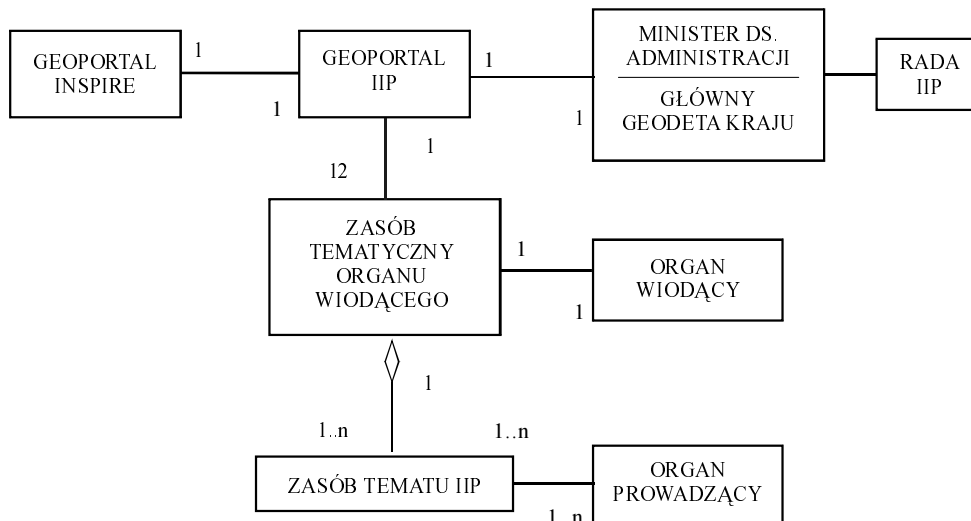 GEOPORTAL
INSPIRE
1
1
GEOPORTAL
IIP
1
1
MINISTER DS.
ADMINISTRACJI
GŁÓWNY
GEODETA KRAJU
RADA
IIP
1
12
ZASÓB
TEMATYCZNY
ORGANU
WIODĄCEGO
1
1
ORGAN
WIODĄCY
1
1..n
1..n
ZASÓB TEMATU IIP
ORGAN
PROWADZĄCY
1..n